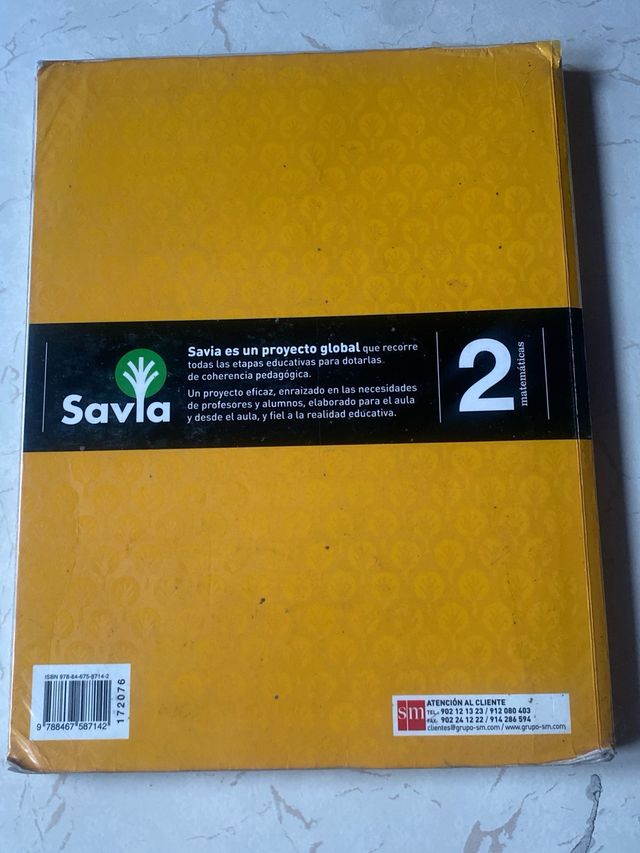 Savia
Savia es un proyecto global que recorre
todas las etapas educativas para dotarlas
de coherencia pedagógica.
Un proyecto eficaz, enraizado en las necesidades
de profesores y alumnos, elaborado para el aula
y desde el aula, y fiel a la realidad educativa.
2
matemáticas
ISBN 978-84-675-8714-2
9 788467 587142
172076
sm
ATENCIÓN AL CLIENTE
TEL. 902 12 13 23 / 912 080 403
FAX. 902 24 12 22 / 914 286 594
clientes@grupo-sm.com / www.grupo-sm.com